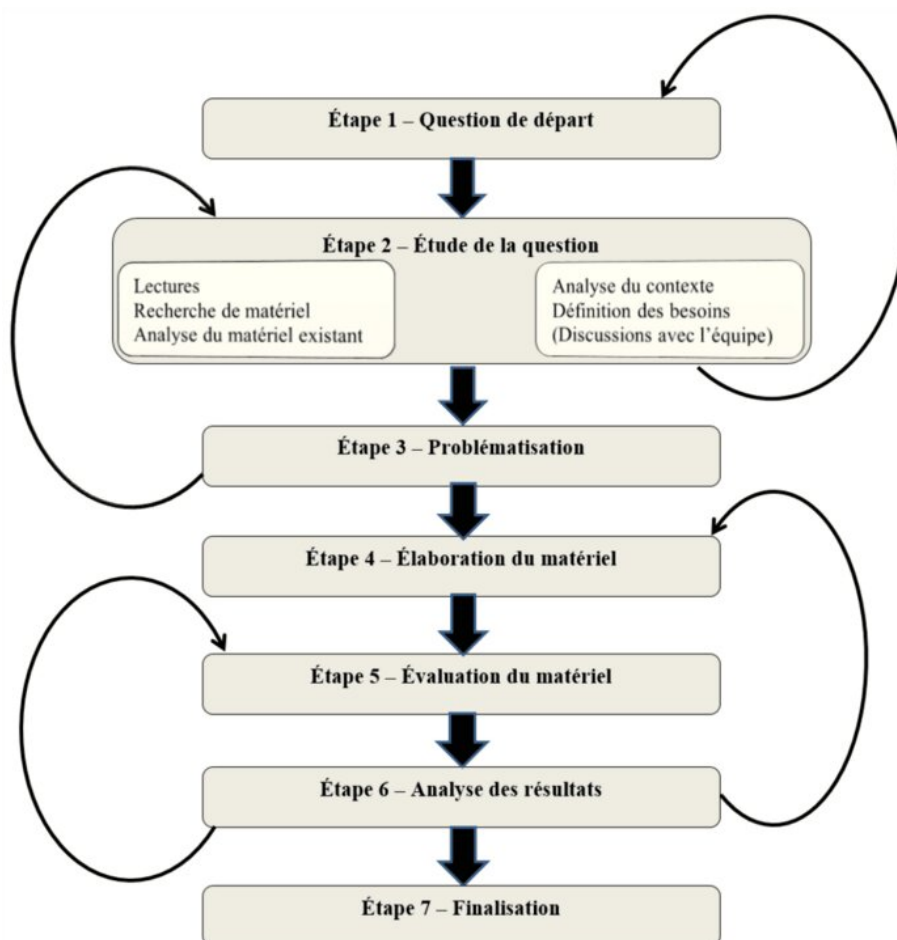 Étape 1 – Question de départ
Étape 2 – Étude de la question
Lectures
Recherche de matériel
Analyse du matériel existant
Analyse du contexte
Définition des besoins
(Discussions avec l'équipe)
Étape 3 – Problématisation
Étape 4 – Élaboration du matériel
Étape 5 – Évaluation du matériel
Étape 6 – Analyse des résultats
Étape 7 – Finalisation